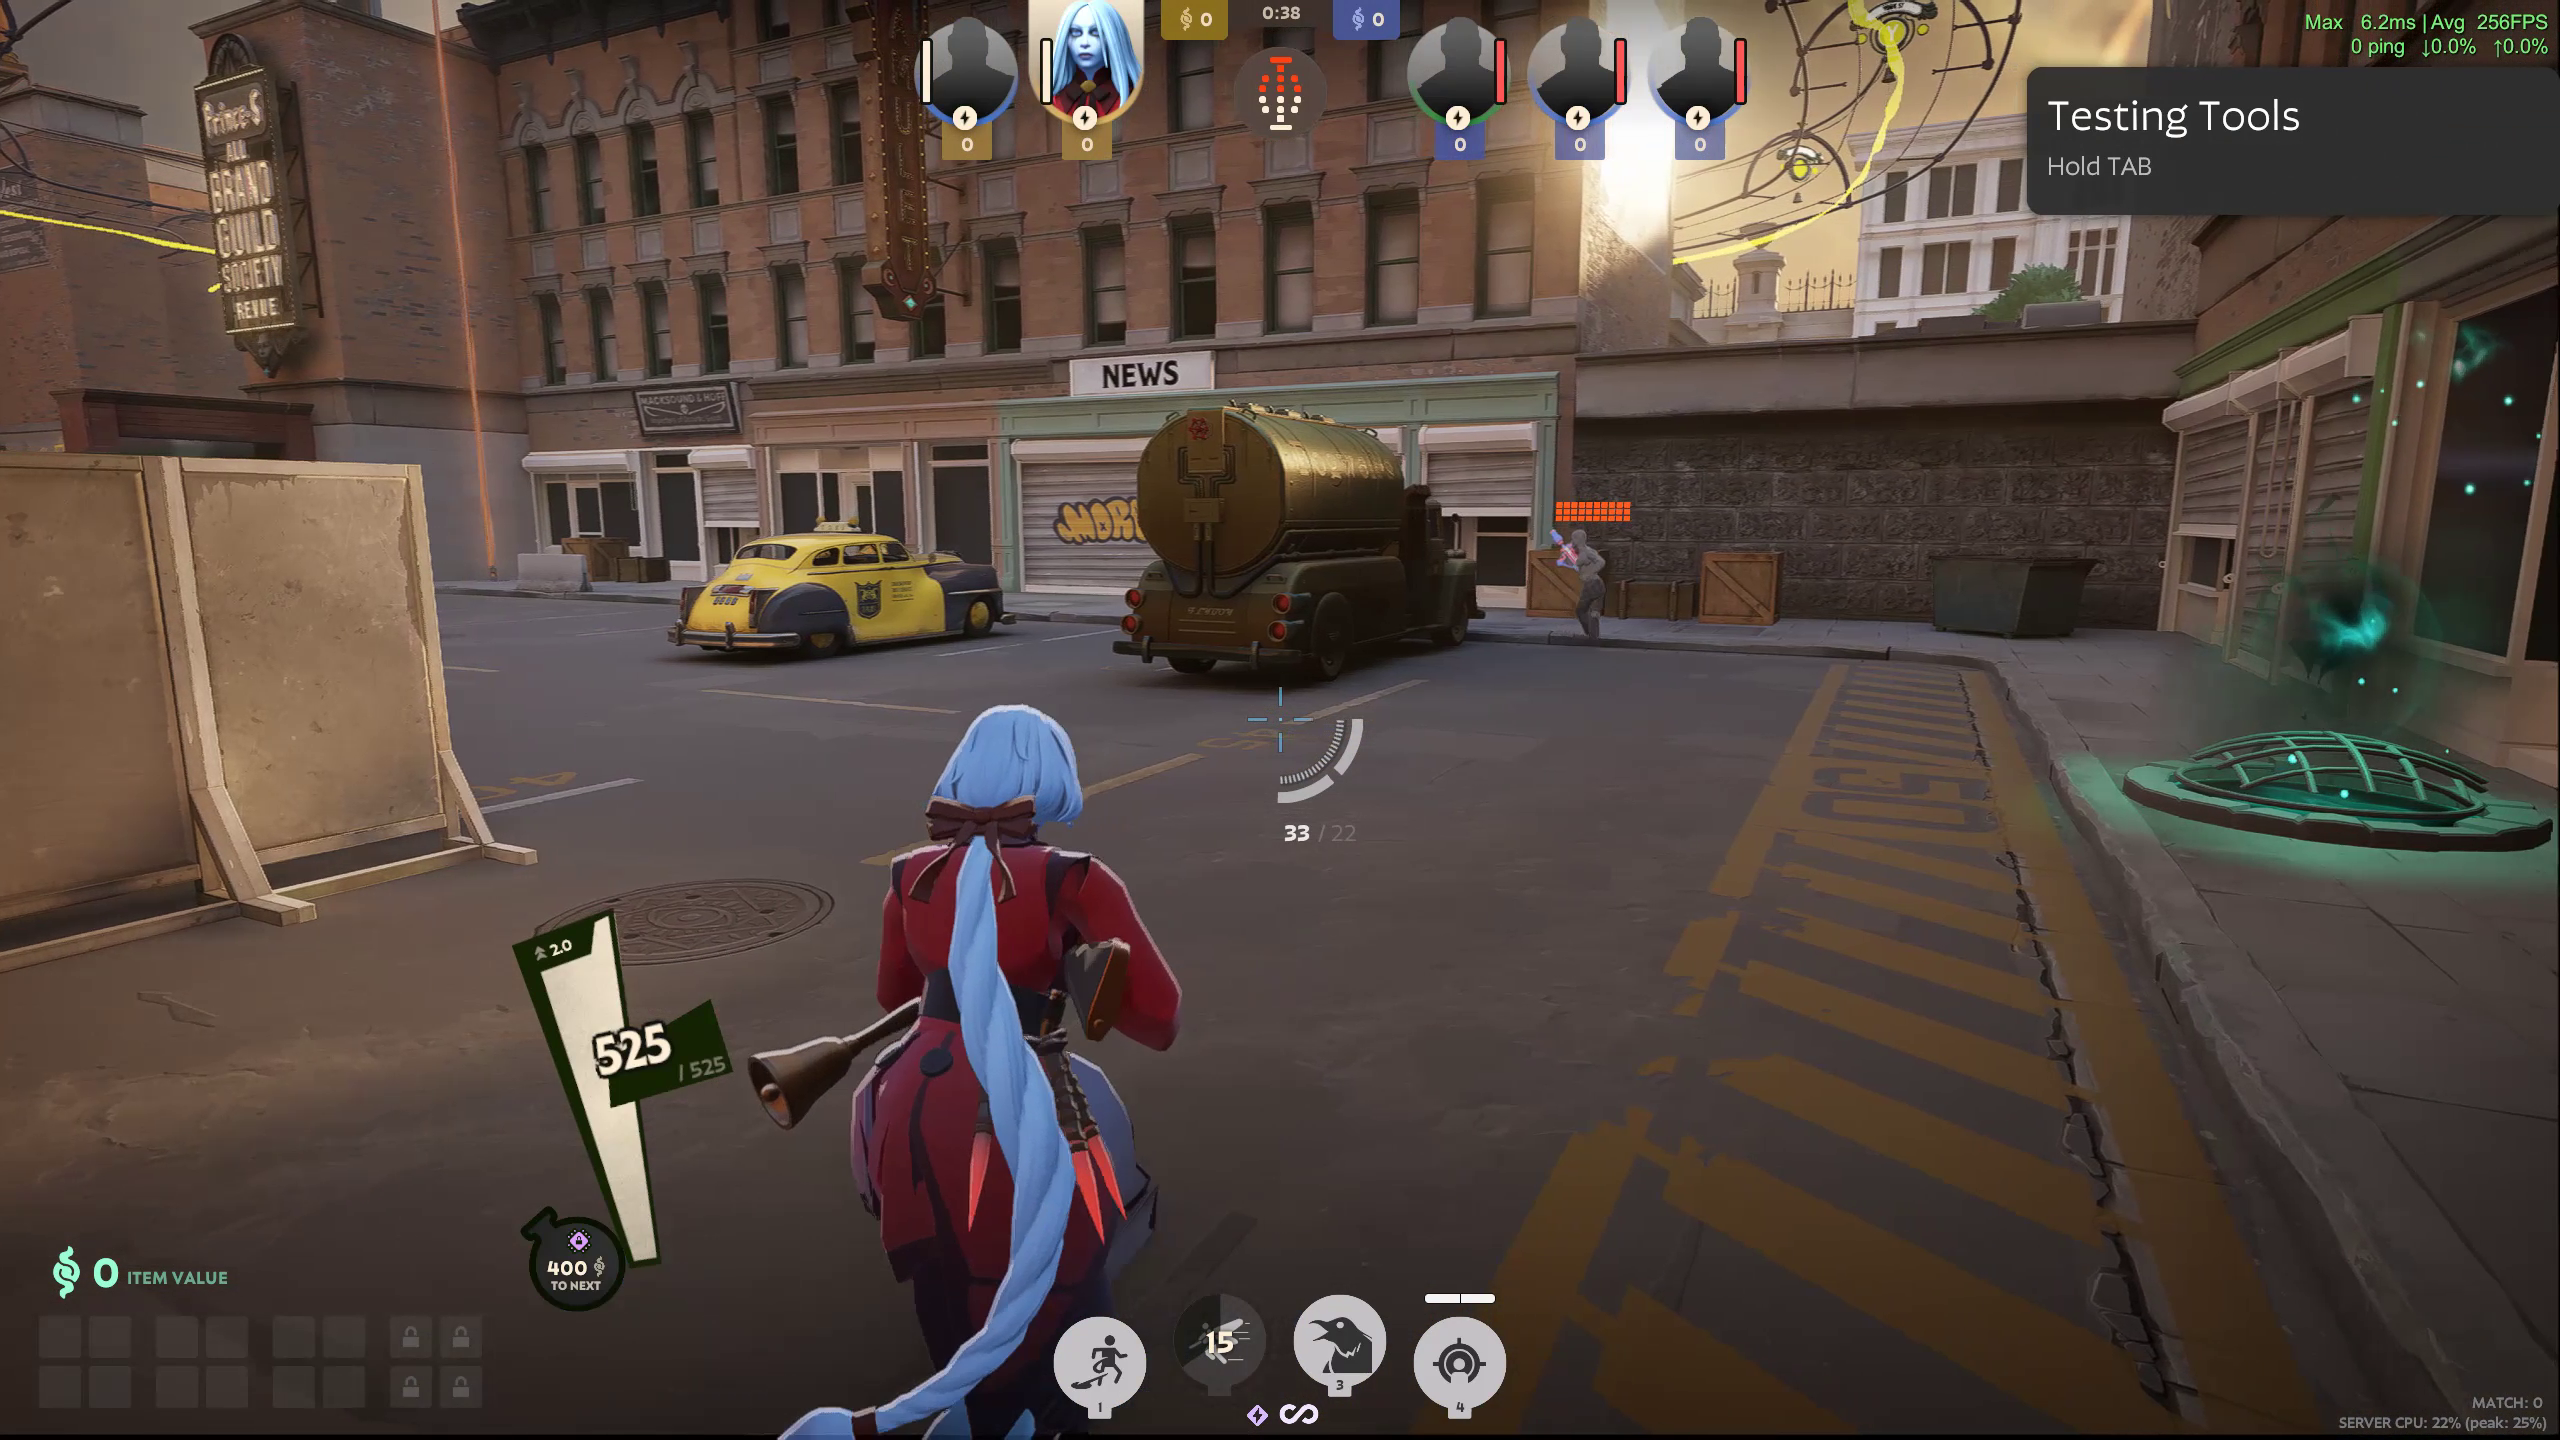 0
0:38
0
Max 6.2ms | Avg 256FPS
0 ping ↓0.0% ↑0.0%
0
0
0
0
0
Testing Tools
Hold TAB
Prince-S
BRAND
GUILD
SOCIETY
REVUE
NEWS
MACKSOUND & HUFF
33 / 22
2.0
525
/ 525
400
TO NEXT
0 ITEM VALUE
15
1
3
4
MATCH: 0
SERVER CPU: 22% (peak: 25%)